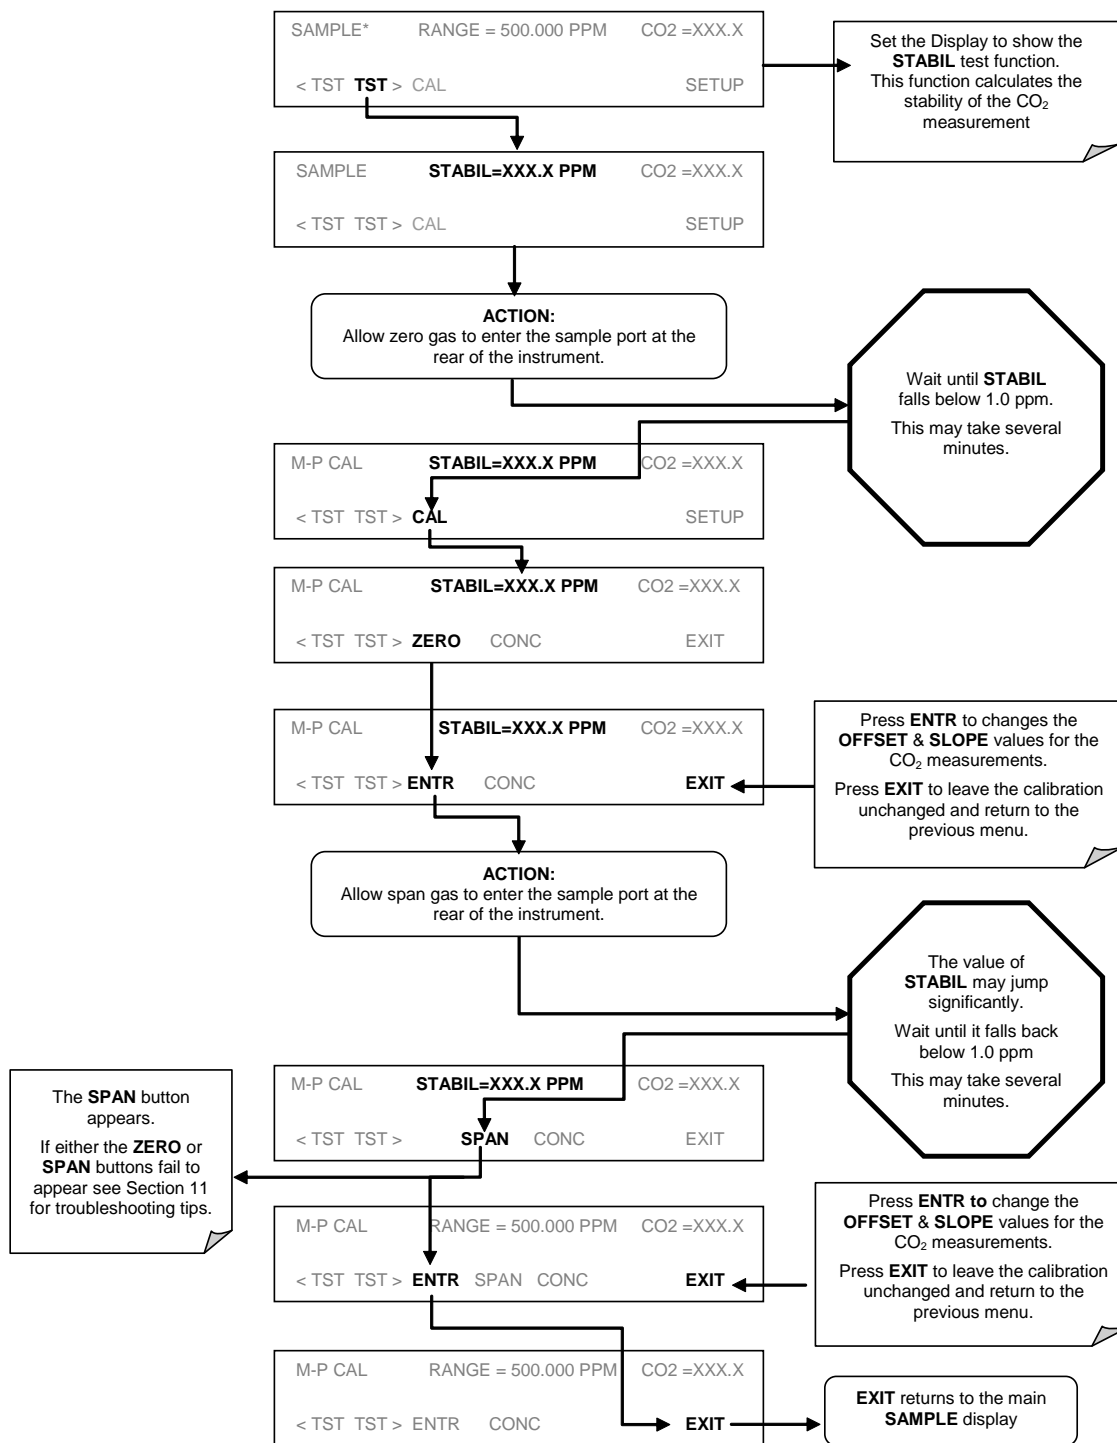 SAMPLE* RANGE = 500.000 PPM CO2 =XXX.X
< TST TST > CAL SETUP
Set the Display to show the
STABIL test function.
This function calculates the
stability of the CO2
measurement
SAMPLE STABIL=XXX.X PPM CO2 =XXX.X
< TST TST > CAL SETUP
ACTION:
Allow zero gas to enter the sample port at the
rear of the instrument.
Wait until STABIL
falls below 1.0 ppm.
This may take several
minutes.
M-P CAL STABIL=XXX.X PPM CO2 =XXX.X
< TST TST > CAL SETUP
M-P CAL STABIL=XXX.X PPM CO2 =XXX.X
< TST TST > ZERO CONC EXIT
M-P CAL STABIL=XXX.X PPM CO2 =XXX.X
< TST TST > ENTR CONC EXIT
Press ENTR to changes the
OFFSET & SLOPE values for the
CO2 measurements.
Press EXIT to leave the calibration
unchanged and return to the
previous menu.
ACTION:
Allow span gas to enter the sample port at the
rear of the instrument.
The value of
STABIL may jump
significantly.
Wait until it falls back
below 1.0 ppm
This may take several
minutes.
M-P CAL STABIL=XXX.X PPM CO2 =XXX.X
< TST TST > SPAN CONC EXIT
The SPAN button
appears.
If either the ZERO or
SPAN buttons fail to
appear see Section 11
for troubleshooting tips.
M-P CAL RANGE = 500.000 PPM CO2 =XXX.X
< TST TST > ENTR SPAN CONC EXIT
Press ENTR to change the
OFFSET & SLOPE values for the
CO2 measurements.
Press EXIT to leave the calibration
unchanged and return to the
previous menu.
M-P CAL RANGE = 500.000 PPM CO2 =XXX.X
< TST TST > ENTR CONC EXIT
EXIT returns to the main
SAMPLE display